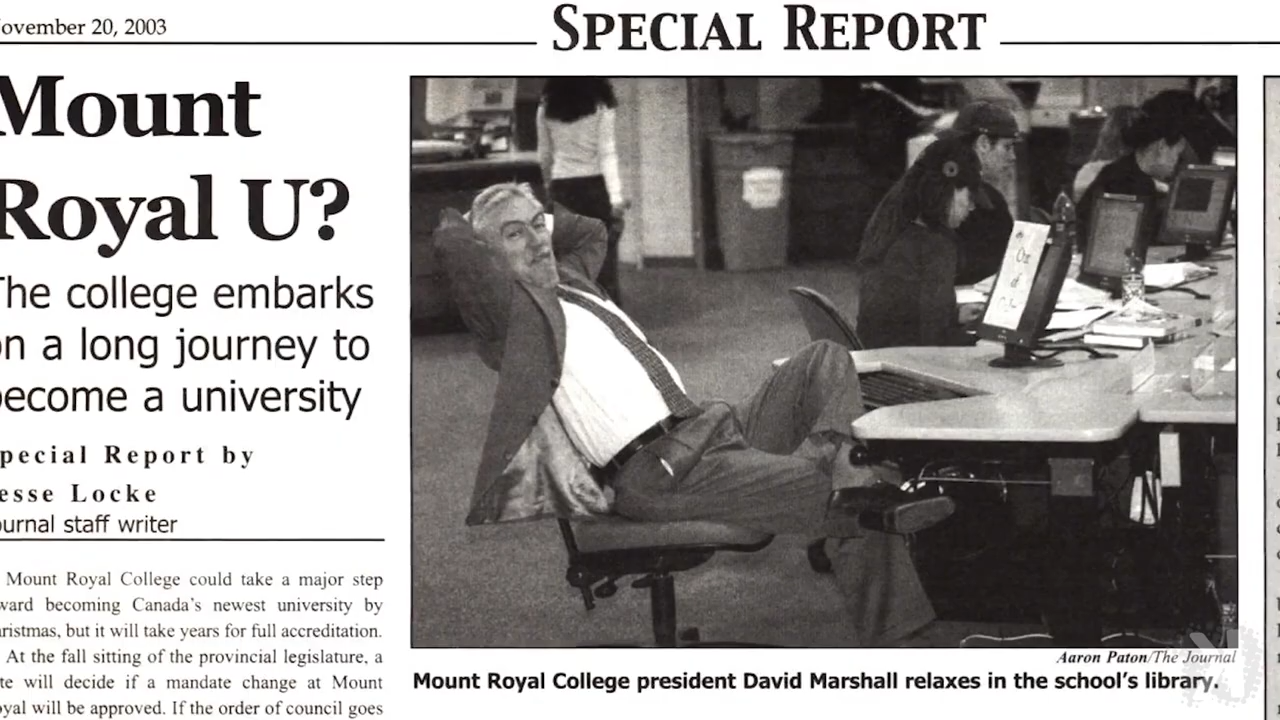 ovember 20, 2003
SPECIAL REPORT
Mount
Royal U?
The college embarks
on a long journey to
become a university
pecial Report by
esse Locke
ournal staff writer
Mount Royal College could take a major step
ward becoming Canada's newest university by
ristmas, but it will take years for full accreditation.
At the fall sitting of the provincial legislature, a
te will decide if a mandate change at Mount
yal will be approved. If the order of council goes
Aaron Paton/The Journal
Mount Royal College president David Marshall relaxes in the school's library.